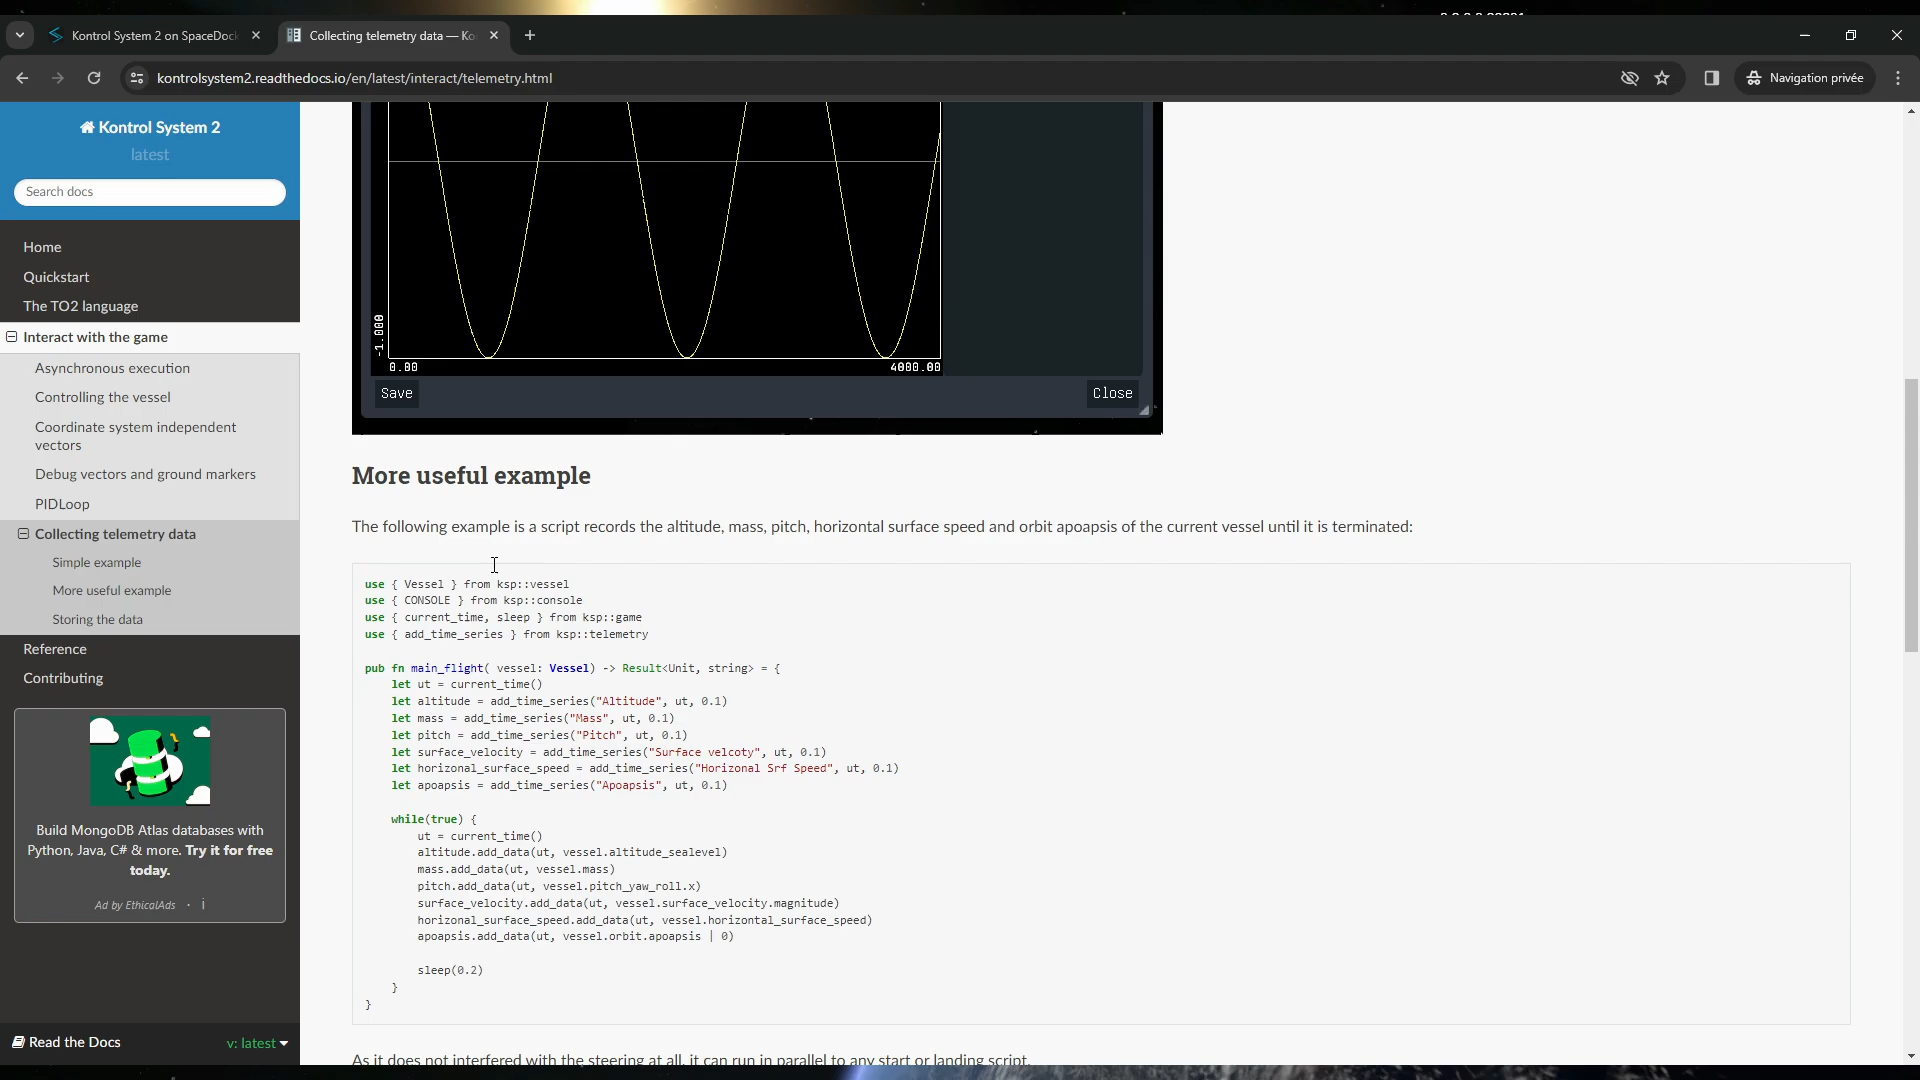 Kontrol System 2 on SpaceDock
Collecting telemetry data — Ko
kontrolsystem2.readthedocs.io/en/latest/interact/telemetry.html
Navigation privée
Kontrol System 2
latest
Search docs
Home
Quickstart
The TO2 language
Interact with the game
Asynchronous execution
Controlling the vessel
Coordinate system independent
vectors
Debug vectors and ground markers
PIDLoop
Collecting telemetry data
Simple example
More useful example
Storing the data
Reference
Contributing
Build MongoDB Atlas databases with
Python, Java, C# & more. Try it for free
today.
Ad by EthicalAds · i
Read the Docs
v: latest
-1.000
0.00
4000.00
Save
Close
More useful example
The following example is a script records the altitude, mass, pitch, horizontal surface speed and orbit apoapsis of the current vessel until it is terminated:
use { Vessel } from ksp::vessel
use { CONSOLE } from ksp::console
use { current_time, sleep } from ksp::game
use { add_time_series } from ksp::telemetry
pub fn main_flight( vessel: Vessel) -> Result<Unit, string> = {
let ut = current_time()
let altitude = add_time_series("Altitude", ut, 0.1)
let mass = add_time_series("Mass", ut, 0.1)
let pitch = add_time_series("Pitch", ut, 0.1)
let surface_velocity = add_time_series("Surface velcoty", ut, 0.1)
let horizonal_surface_speed = add_time_series("Horizonal Srf Speed", ut, 0.1)
let apoapsis = add_time_series("Apoapsis", ut, 0.1)
while(true) {
ut = current_time()
altitude.add_data(ut, vessel.altitude_sealevel)
mass.add_data(ut, vessel.mass)
pitch.add_data(ut, vessel.pitch_yaw_roll.x)
surface_velocity.add_data(ut, vessel.surface_velocity.magnitude)
horizonal_surface_speed.add_data(ut, vessel.horizontal_surface_speed)
apoapsis.add_data(ut, vessel.orbit.apoapsis | 0)
sleep(0.2)
}
}
As it does not interfered with the steering at all, it can run in parallel to any start or landing script.